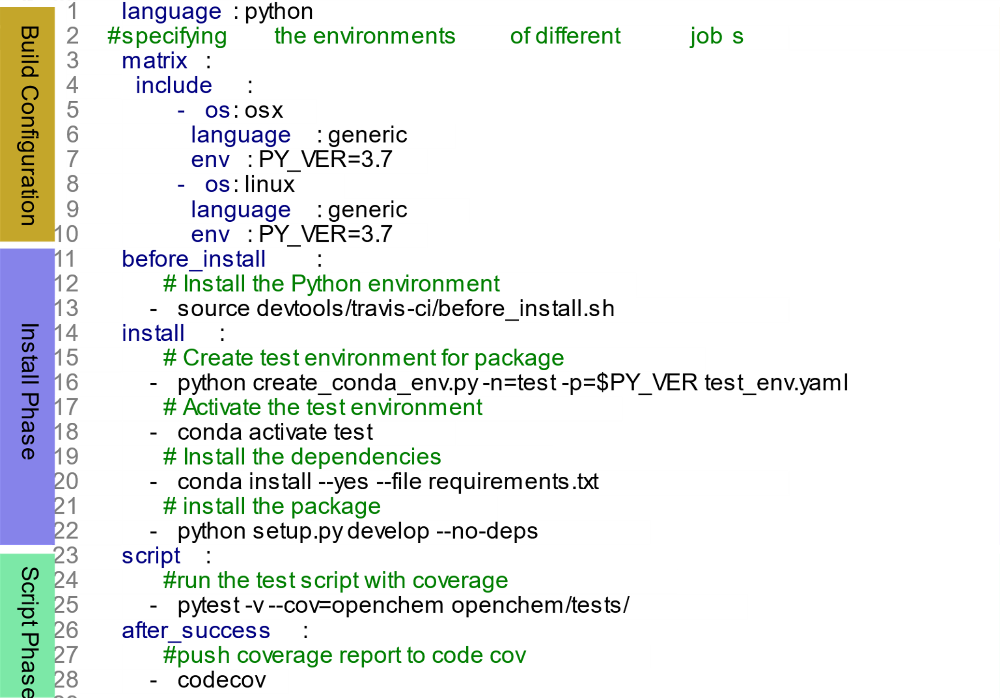 Build Configuration
1 language : python
2 #specifying the environments of different job s
3 matrix :
4 include :
5 - os: osx
6 language : generic
7 env : PY_VER=3.7
8 - os: linux
9 language : generic
10 env : PY_VER=3.7
Install Phase
11 before_install :
12 # Install the Python environment
13 - source devtools/travis-ci/before_install.sh
14 install :
15 # Create test environment for package
16 - python create_conda_env.py -n=test -p=$PY_VER test_env.yaml
17 # Activate the test environment
18 - conda activate test
19 # Install the dependencies
20 - conda install --yes --file requirements.txt
21 # install the package
22 - python setup.py develop --no-deps
Script Phase
23 script :
24 #run the test script with coverage
25 - pytest -v --cov=openchem openchem/tests/
26 after_success :
27 #push coverage report to code cov
28 - codecov